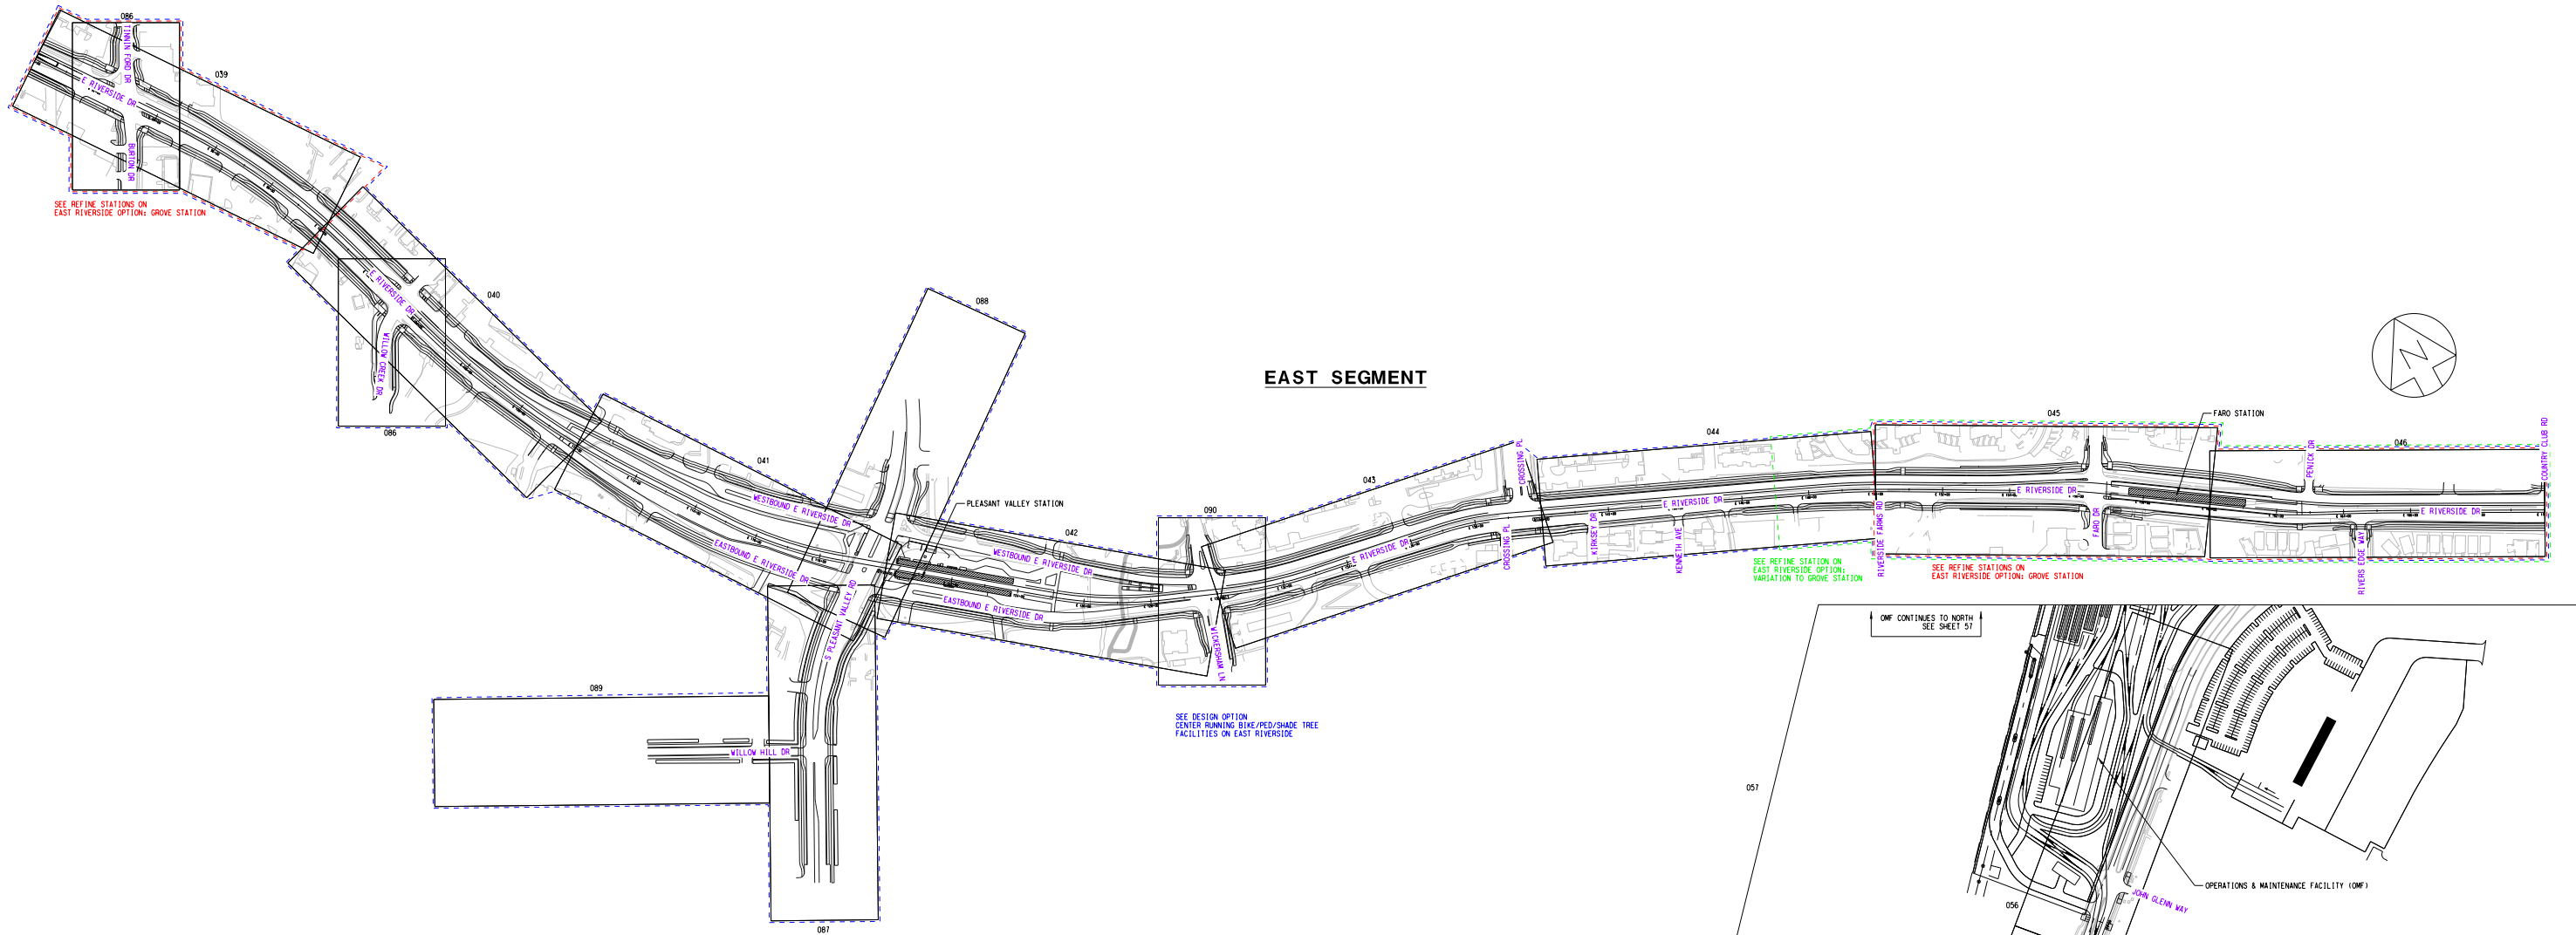 086
TINNIN FORD DR
E RIVERSIDE DR
039
BURTON DR
SEE REFINE STATIONS ON
EAST RIVERSIDE OPTION: GROVE STATION
040
E RIVERSIDE DR
WILLOW CREEK DR
086
088
041
WESTBOUND E RIVERSIDE DR
EASTBOUND E RIVERSIDE DR
PLEASANT VALLEY STATION
S PLEASANT VALLEY RD
042
WESTBOUND E RIVERSIDE DR
EASTBOUND E RIVERSIDE DR
089
WILLOW HILL DR
087
090
WICKERSHAM LN
SEE DESIGN OPTION
CENTER RUNNING BIKE/PED/SHADE TREE
FACILITIES ON EAST RIVERSIDE
EAST SEGMENT
043
E RIVERSIDE DR
CROSSING PL
CROSSING PL
044
KIRKSEY DR
E RIVERSIDE DR
KENNETH AVE
SEE REFINE STATION ON
EAST RIVERSIDE OPTION:
VARIATION TO GROVE STATION
RIVERSIDE FARMS RD
045
E RIVERSIDE DR
FARO DR
FARO STATION
SEE REFINE STATIONS ON
EAST RIVERSIDE OPTION: GROVE STATION
N
PENICK DR
046
COUNTRY CLUB RD
E RIVERSIDE DR
RIVERS EDGE WAY
OMF CONTINUES TO NORTH
SEE SHEET 57
057
056
OPERATIONS & MAINTENANCE FACILITY (OMF)
JOHN GLENN WAY